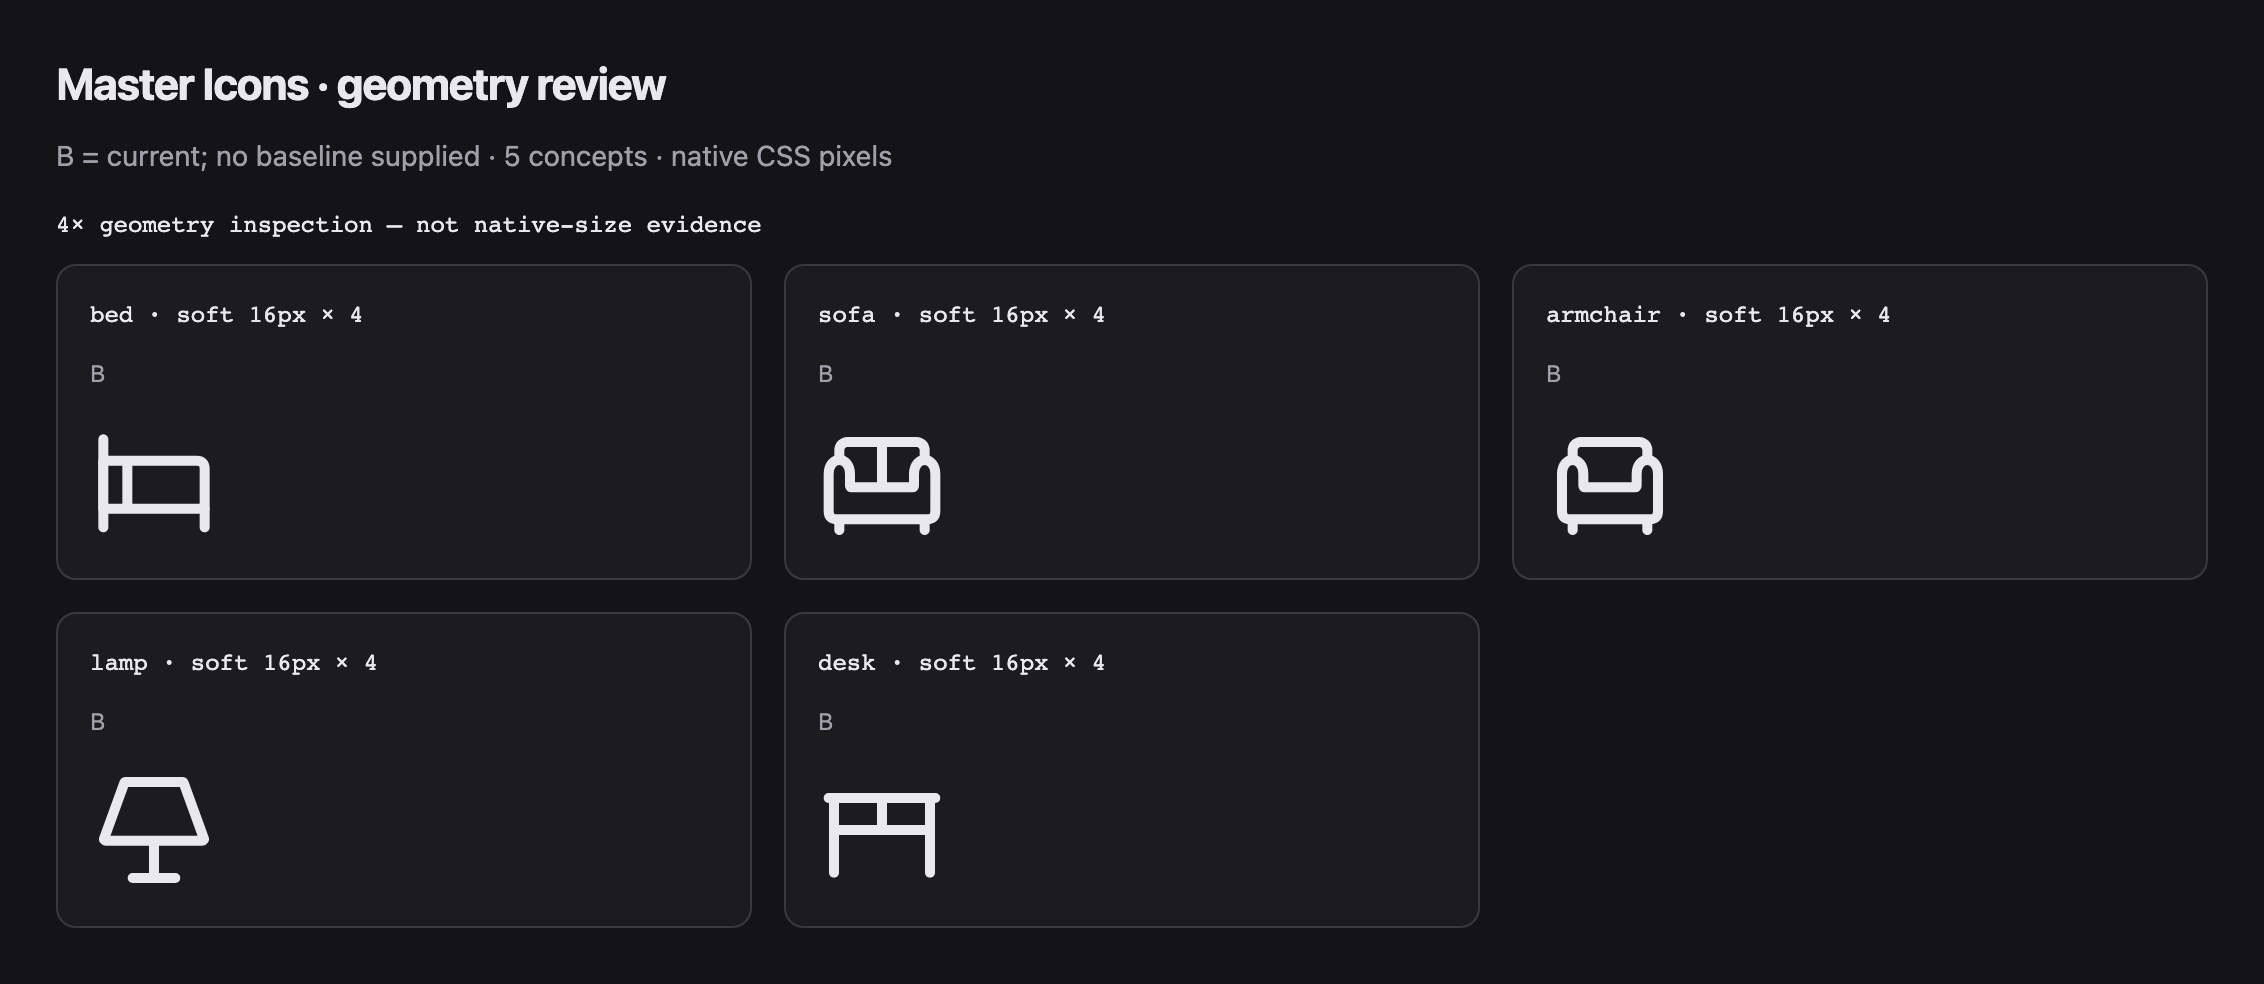 Master Icons · geometry review
B = current; no baseline supplied · 5 concepts · native CSS pixels
4× geometry inspection — not native-size evidence
bed · soft 16px × 4
B
sofa · soft 16px × 4
B
armchair · soft 16px × 4
B
lamp · soft 16px × 4
B
desk · soft 16px × 4
B